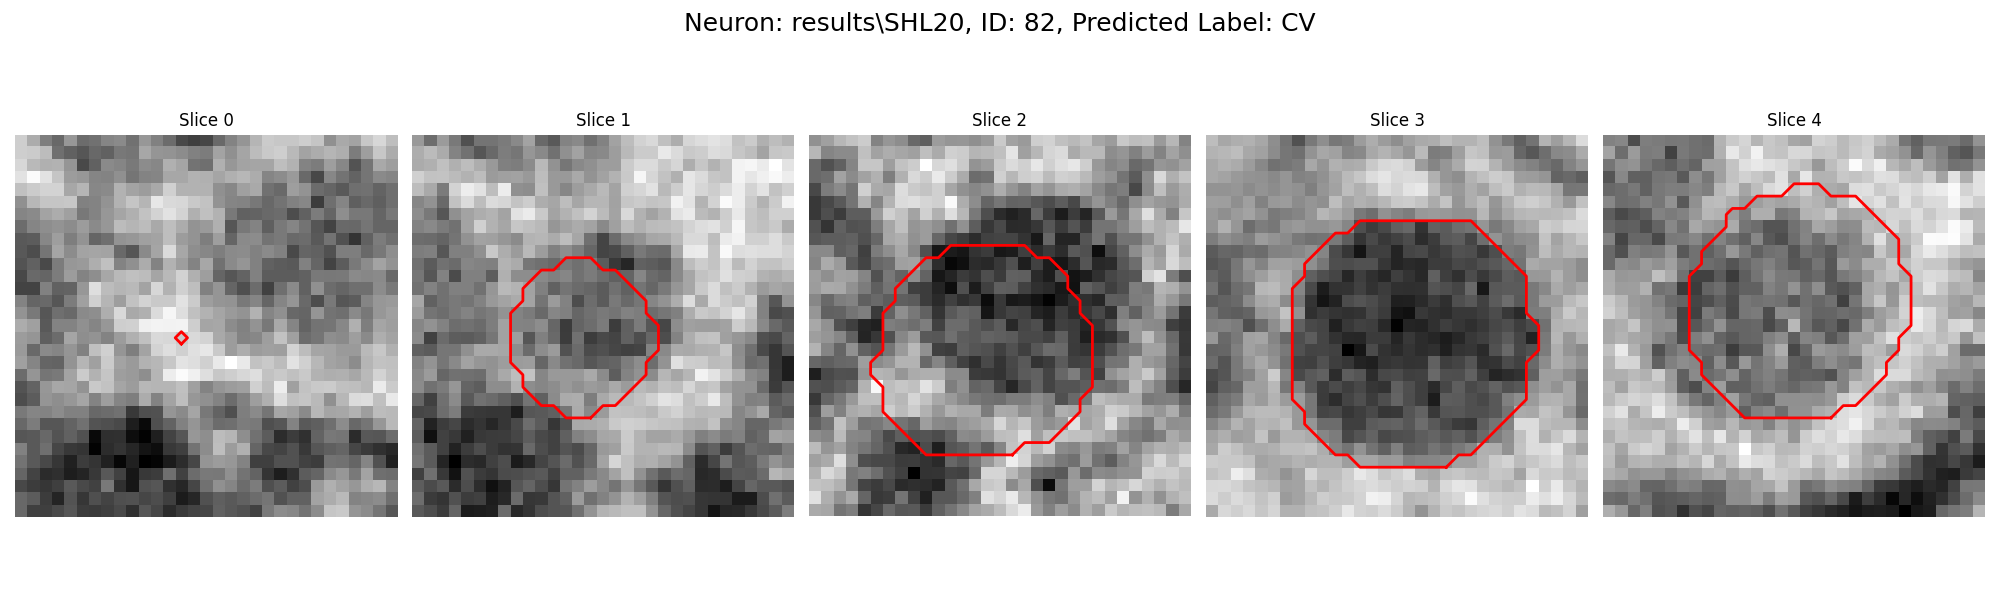 Neuron: results\SHL20, ID: 82, Predicted Label: CV
Slice 0
Slice 1
Slice 2
Slice 3
Slice 4